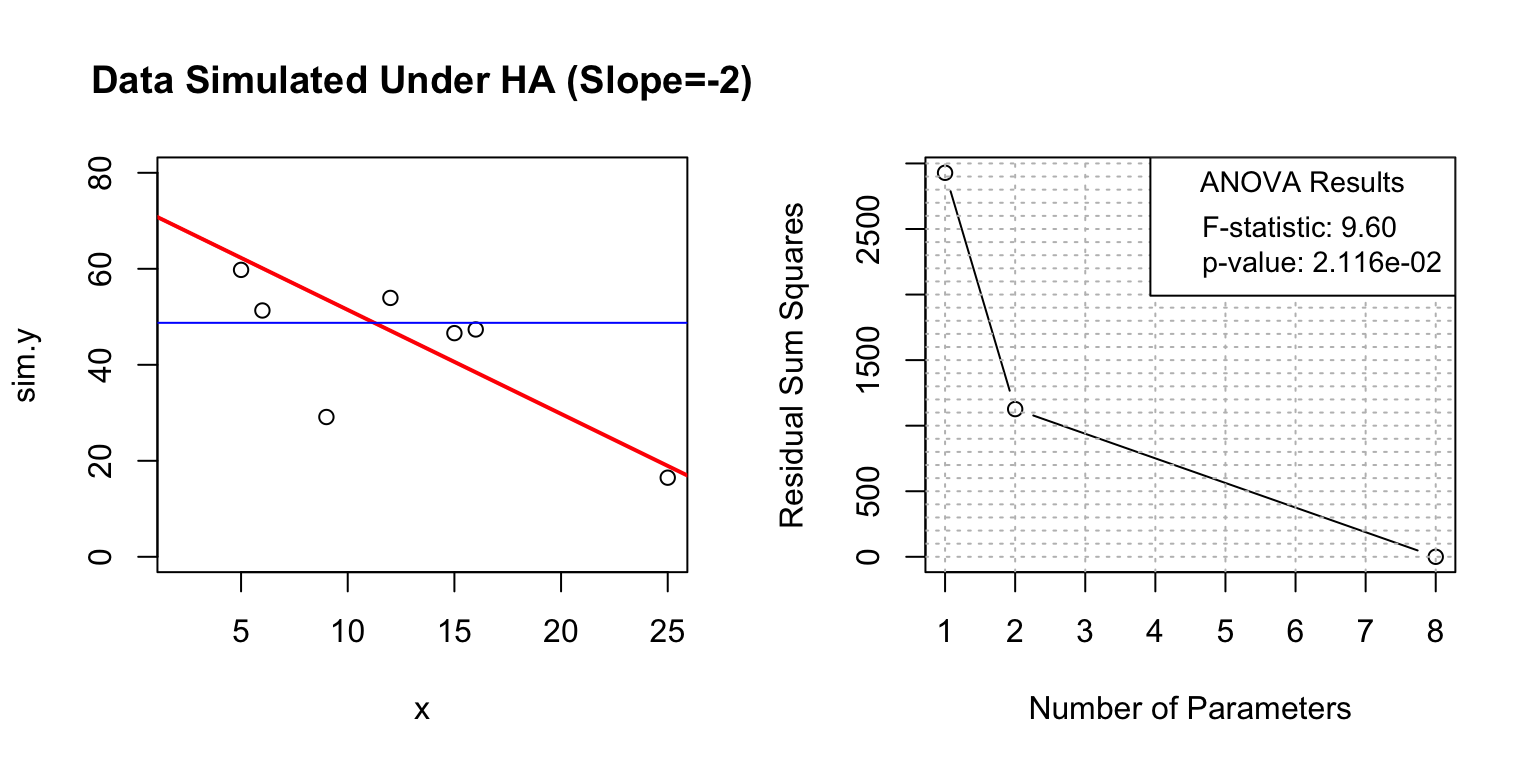 Data Simulated Under HA (Slope=-2)
sim.y
80
60
40
20
0
5 10 15 20 25
x
Residual Sum Squares
2500
1500
500
0
1 2 3 4 5 6 7 8
Number of Parameters
ANOVA Results
F-statistic: 9.60
p-value: 2.116e-02